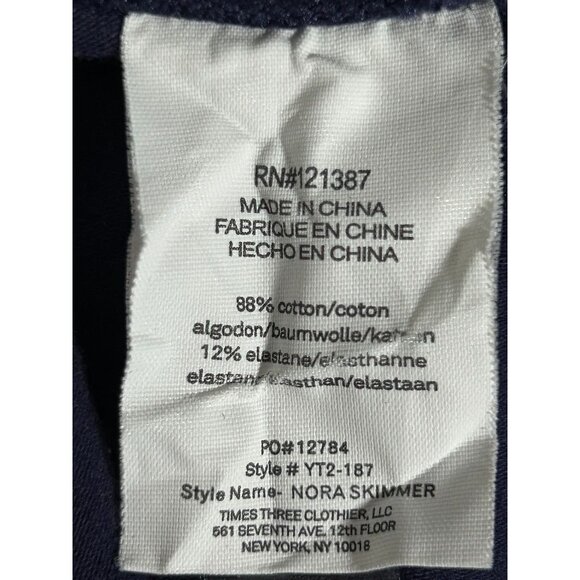 RN#121387
MADE IN CHINA
FABRIQUE EN CHINE
HECHO EN CHINA
88% cotton/coton
algodon/baumwolle/katoen
12% elastane/elasthanne
elastano/elasthan/elastaan
PO#12784
Style # YT2-187
Style Name- NORA SKIMMER
TIMES THREE CLOTHIER, LLC
561 SEVENTH AVE, 12th FLOOR
NEW YORK, NY 10018